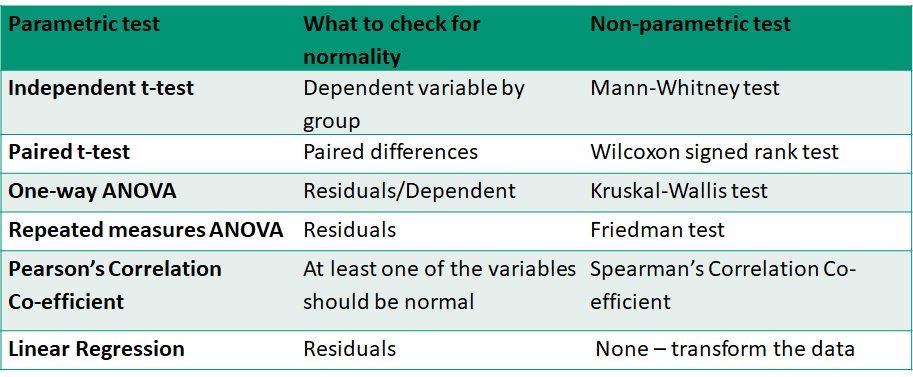 Parametric test
What to check for
normality
Non-parametric test
Independent t-test
Dependent variable by
group
Mann-Whitney test
Paired t-test
Paired differences
Wilcoxon signed rank test
One-way ANOVA
Residuals/Dependent
Kruskal-Wallis test
Repeated measures ANOVA
Residuals
Friedman test
Pearson’s Correlation
Co-efficient
At least one of the variables
should be normal
Spearman’s Correlation Co-
efficient
Linear Regression
Residuals
None – transform the data